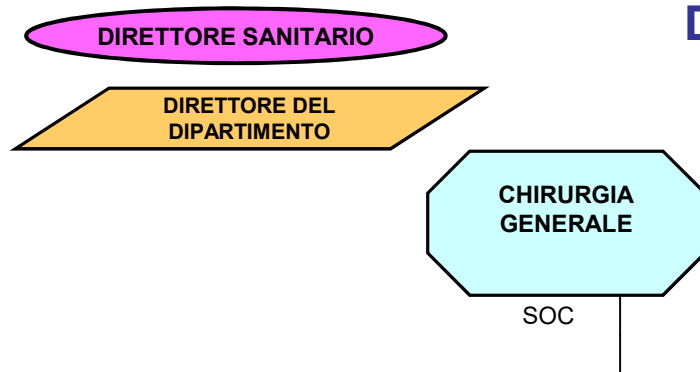 D
DIRETTORE SANITARIO
DIRETTORE DEL
DIPARTIMENTO
CHIRURGIA
GENERALE
SOC